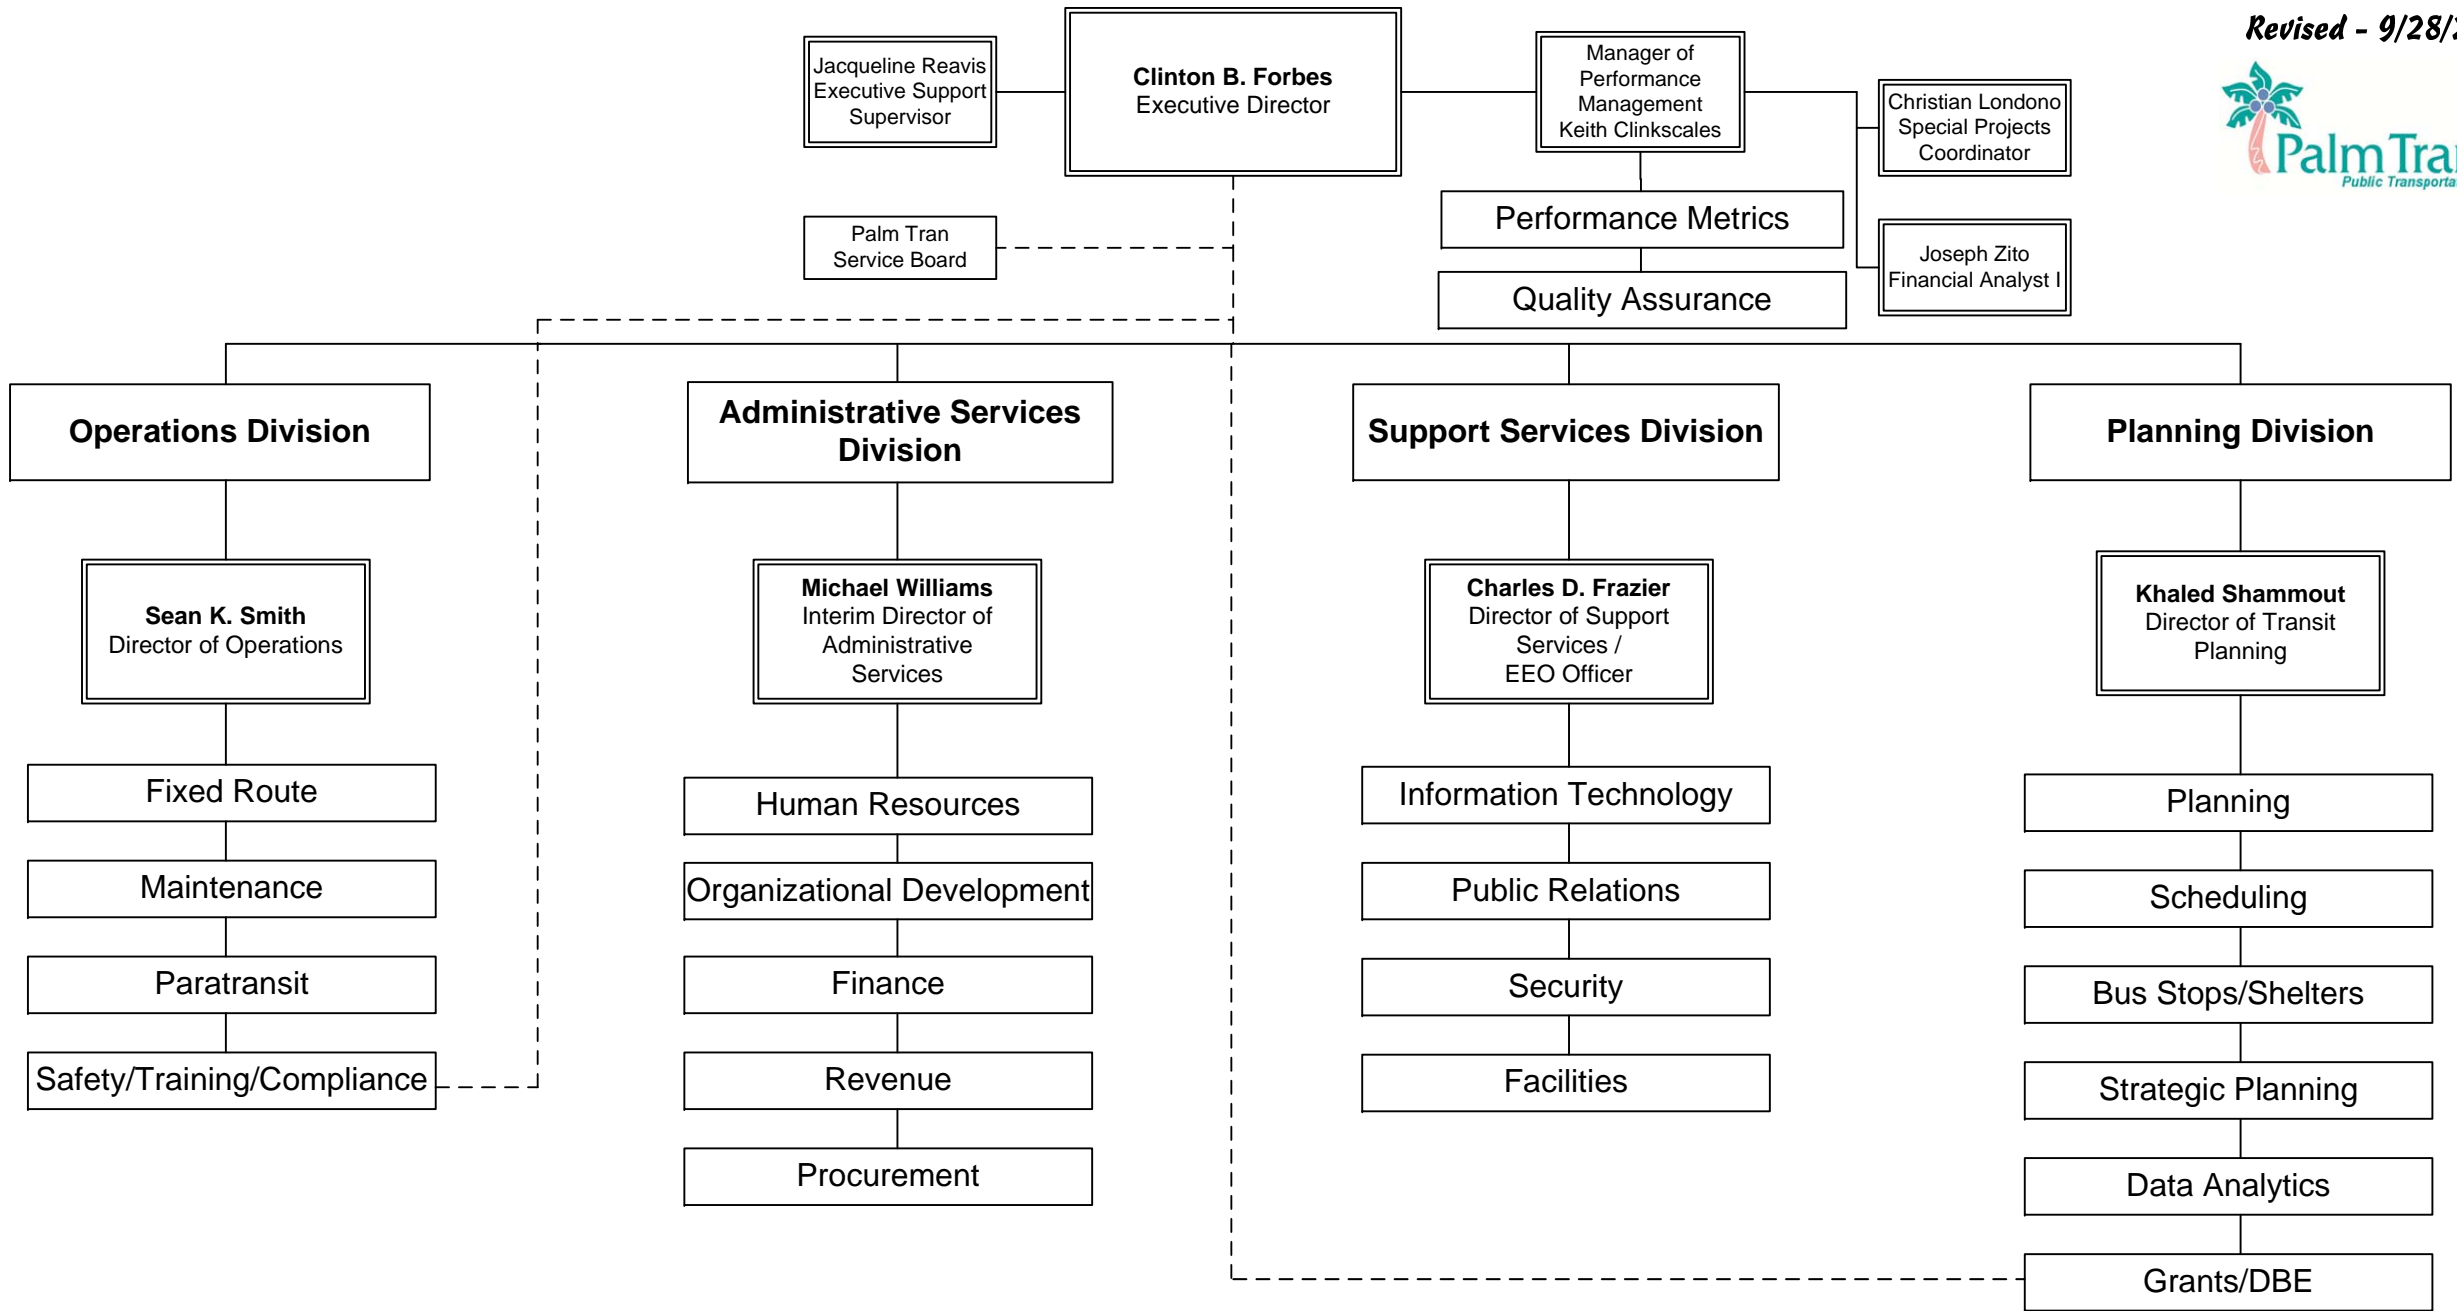 Revised - 9/28/
Jacqueline Reavis
Executive Support
Supervisor
Clinton B. Forbes
Executive Director
Manager of
Performance
Management
Keith Clinkscales
Christian Londono
Special Projects
Coordinator
Palm Tran
Public Transporta
Palm Tran
Service Board
Performance Metrics
Quality Assurance
Joseph Zito
Financial Analyst I
Operations Division
Administrative Services
Division
Support Services Division
Planning Division
Sean K. Smith
Director of Operations
Michael Williams
Interim Director of
Administrative
Services
Charles D. Frazier
Director of Support
Services /
EEO Officer
Khaled Shammout
Director of Transit
Planning
Fixed Route
Maintenance
Paratransit
Safety/Training/Compliance
Human Resources
Organizational Development
Finance
Revenue
Procurement
Information Technology
Public Relations
Security
Facilities
Planning
Scheduling
Bus Stops/Shelters
Strategic Planning
Data Analytics
Grants/DBE